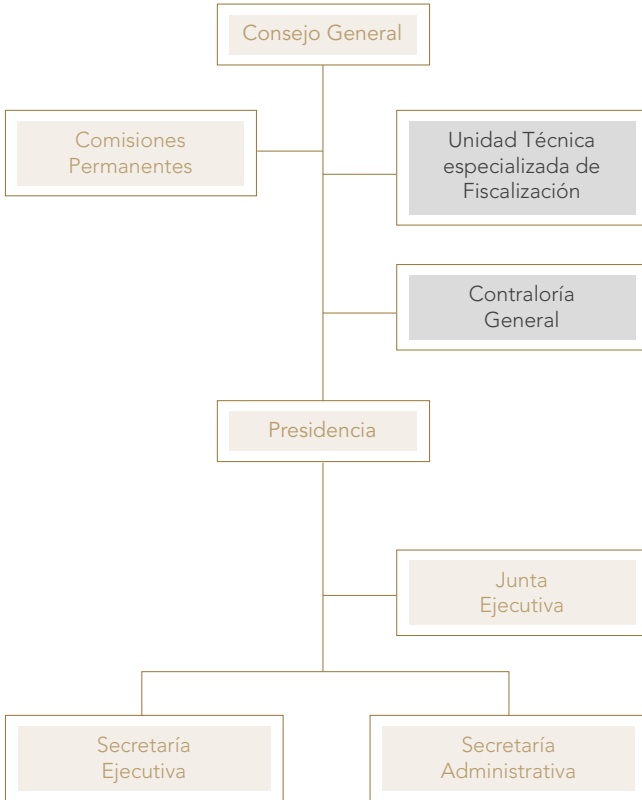 Consejo General
Comisiones
Permanentes
Unidad Técnica
especializada de
Fiscalización
Contraloría
General
Presidencia
Junta
Ejecutiva
Secretaría
Ejecutiva
Secretaría
Administrativa